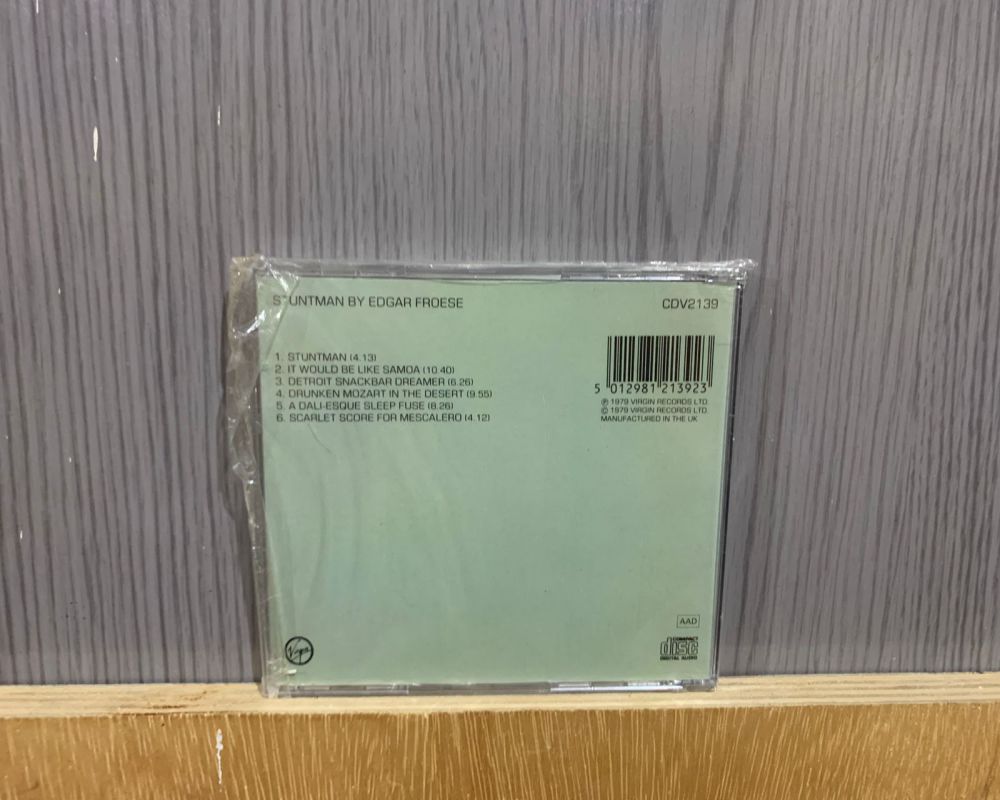 STUNTMAN BY EDGAR FROESE
CDV2139
1. STUNTMAN (4.13)
2. IT WOULD BE LIKE SAMOA (10.40)
3. DETROIT SNACKBAR DREAMER (6.26)
4. DRUNKEN MOZART IN THE DESERT (9.55)
5. A DALI-ESQUE SLEEP FUSE (8.26)
6. SCARLET SCORE FOR MESCALERO (4.12)
5 012981 213923
℗ 1979 VIRGIN RECORDS LTD.
© 1979 VIRGIN RECORDS LTD.
MANUFACTURED IN THE UK
AAD
Virgin
COMPACT
disc
DIGITAL AUDIO